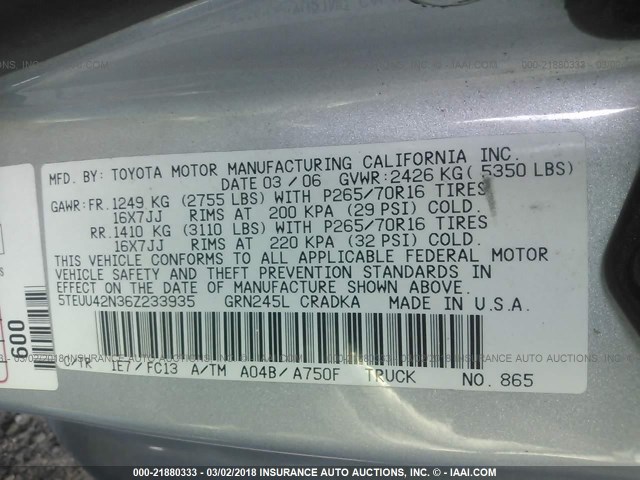 MFD. BY: TOYOTA MOTOR MANUFACTURING CALIFORNIA INC.
DATE 03 / 06 GVWR: 2426 KG ( 5350 LBS)
GAWR: FR. 1249 KG (2755 LBS) WITH P265/70R16 TIRES
16X7JJ RIMS AT 200 KPA (29 PSI) COLD.
RR. 1410 KG (3110 LBS) WITH P265/70R16 TIRES
16X7JJ RIMS AT 220 KPA (32 PSI) COLD.
THIS VEHICLE CONFORMS TO ALL APPLICABLE FEDERAL MOTOR
VEHICLE SAFETY AND THEFT PREVENTION STANDARDS IN
EFFECT ON THE DATE OF MANUFACTURE SHOWN ABOVE.
5TEUU42N36Z233935 GRN245L CRADKA MADE IN U.S.A.
C/TR 1E7/FC13 A/TM A04B/A750F TRUCK NO. 865
600
000-21880333 - 03/02/2018 - INSURANCE AUTO AUCTIONS, INC. (R) - © - IAAI.COM